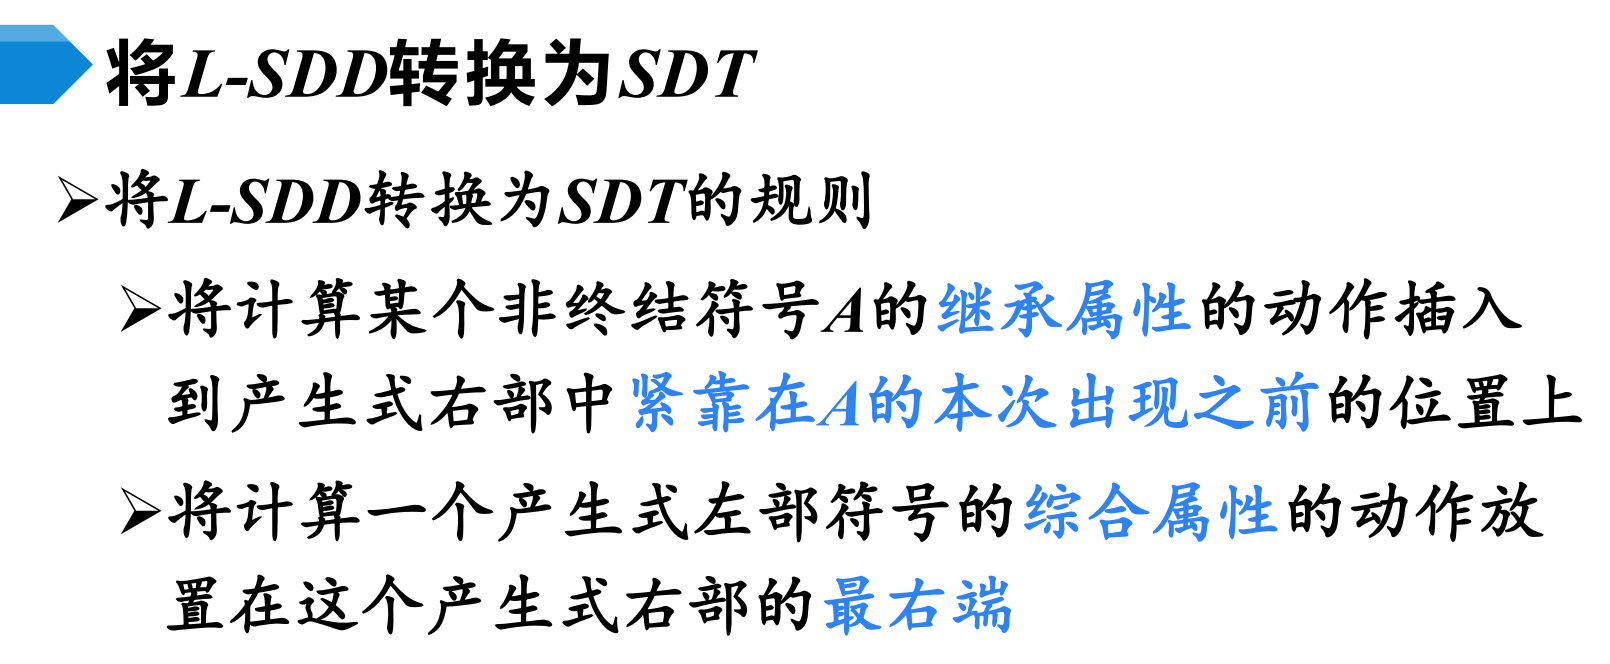 将L-SDD转换为SDT
将L-SDD转换为SDT的规则
将计算某个非终结符号A的继承属性的动作插入
到产生式右部中紧靠在A的本次出现之前的位置上
将计算一个产生式左部符号的综合属性的动作放
置在这个产生式右部的最右端